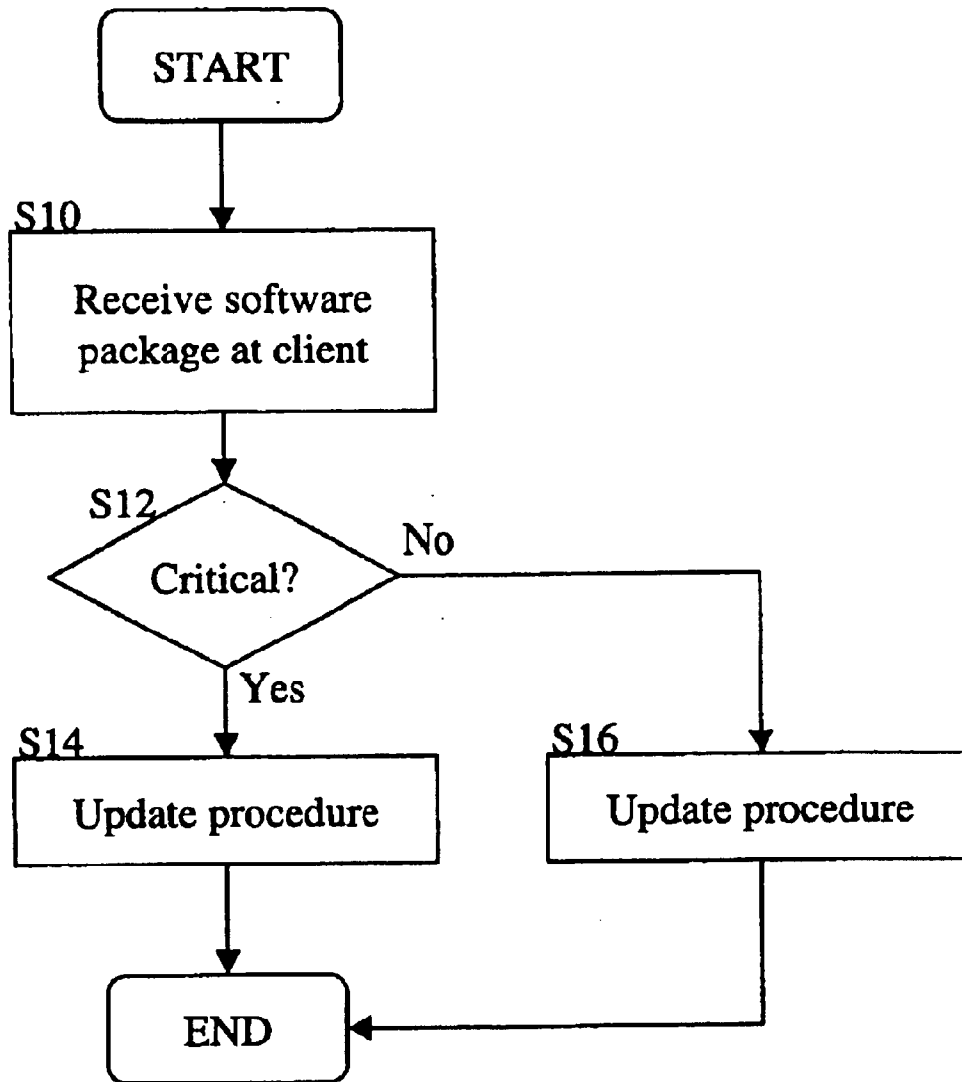 START
S10
Receive software
package at client
S12
Critical?
No
Yes
S14
Update procedure
S16
Update procedure
END